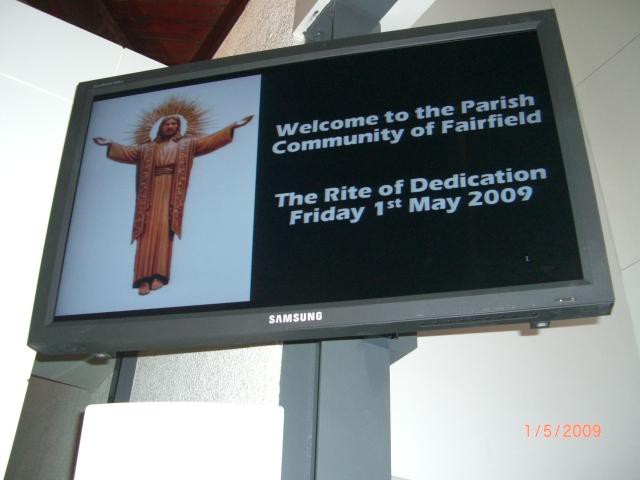 Welcome to the Parish
Community of Fairfield
The Rite of Dedication
Friday 1st May 2009
1
SAMSUNG
1/5/2009